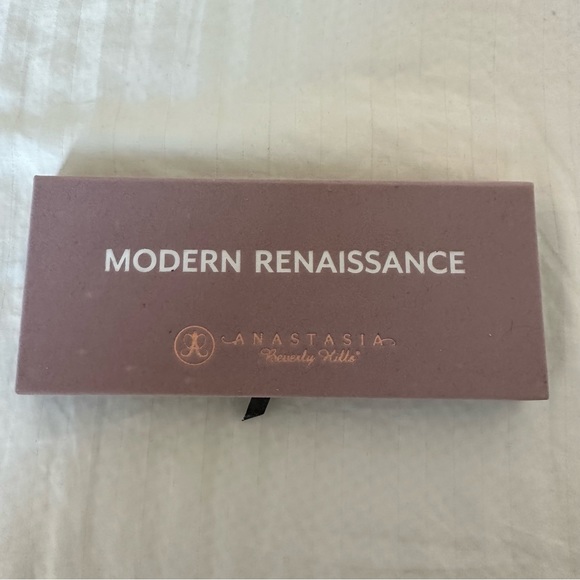 MODERN RENAISSANCE
ANASTASIA
Beverly Hills®